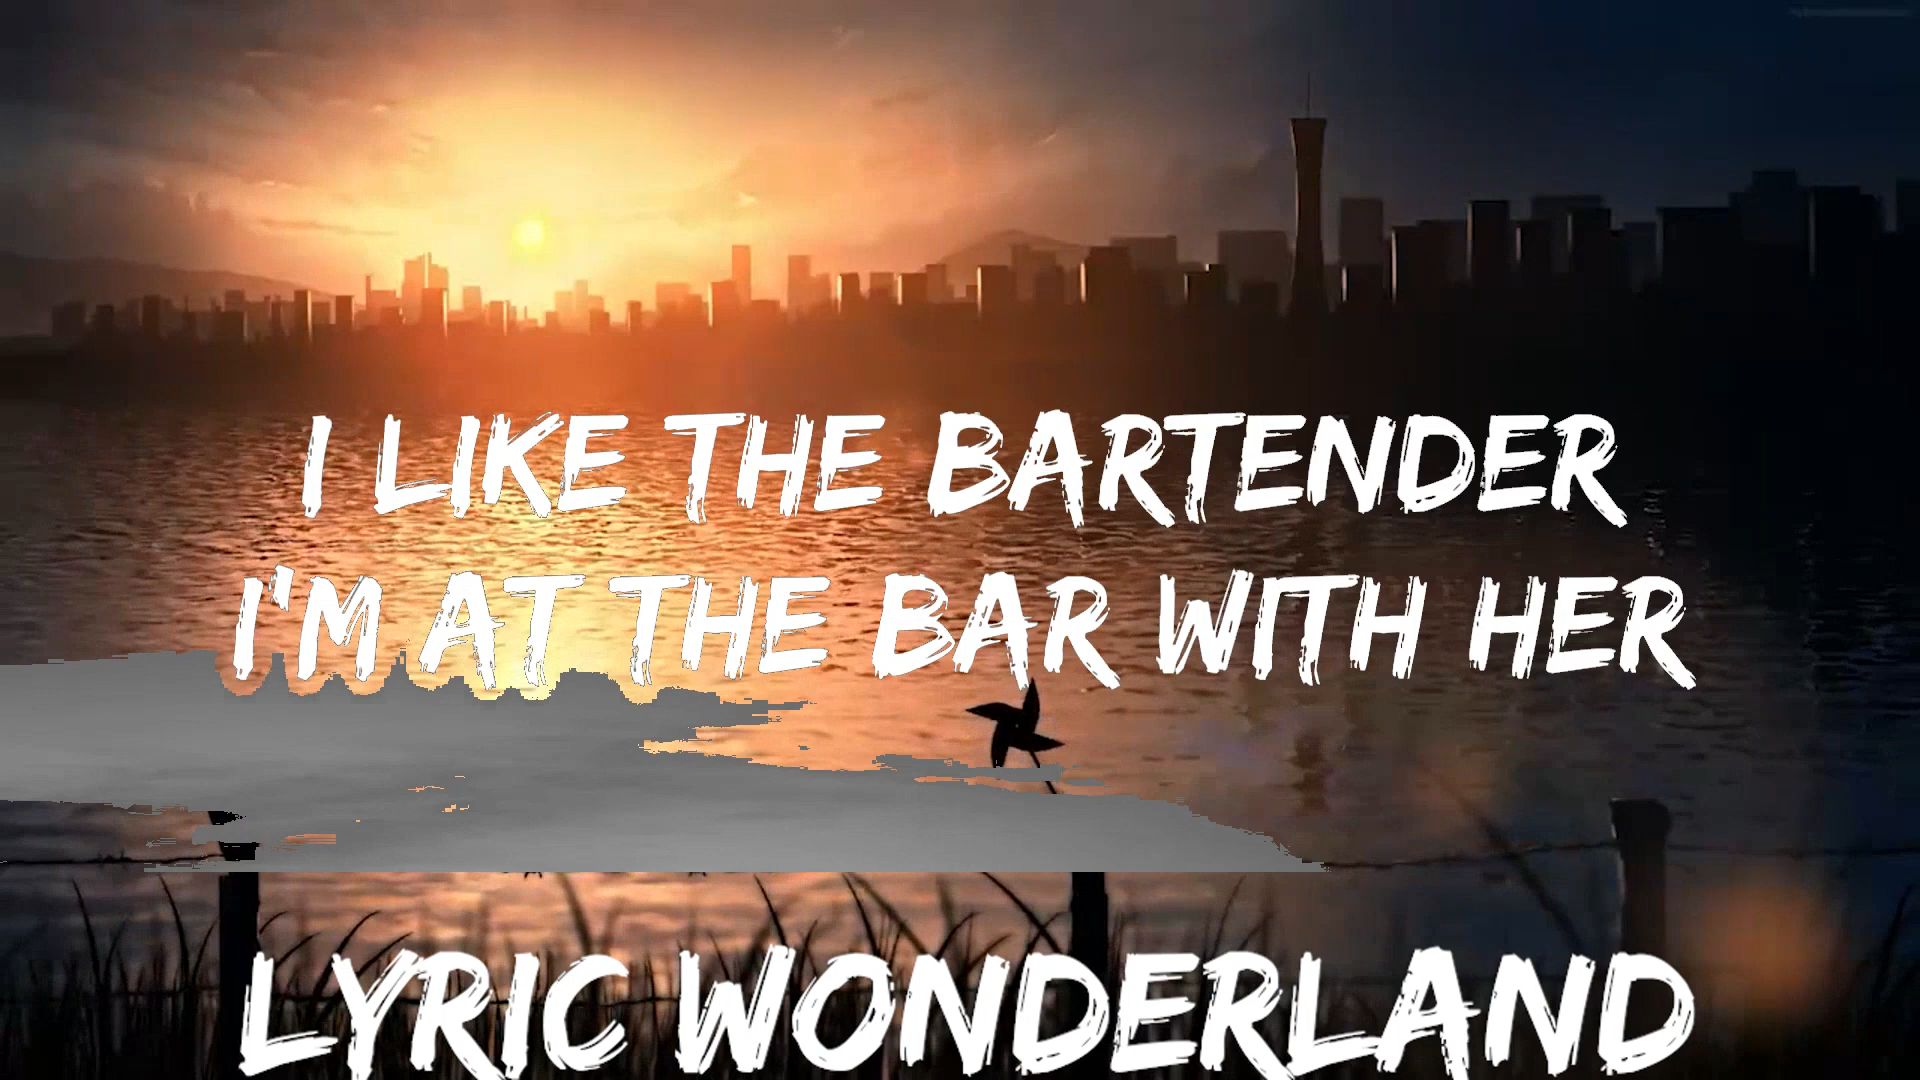 I LIKE THE BARTENDER
I'M AT THE BAR WITH HER
LYRIC WONDERLAND